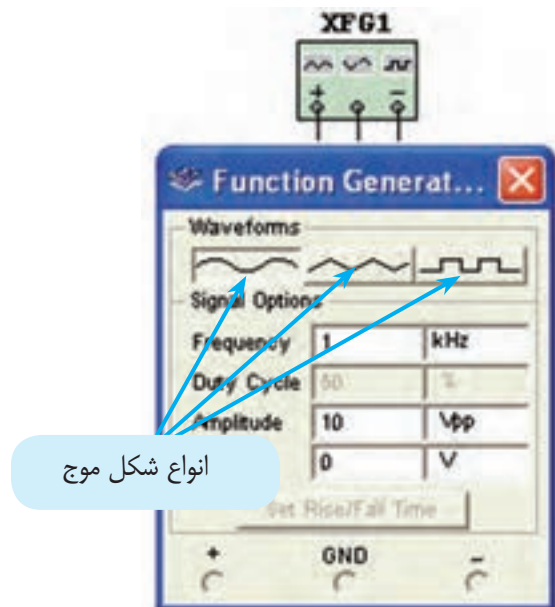 XFG1
+ −
Function Generat...
Waveforms
Signal Options
Frequency 1 kHz
Duty Cycle 50 %
Amplitude 10 Vpp
0 V
Set Rise/Fall Time
+ GND −
انواع شکل موج